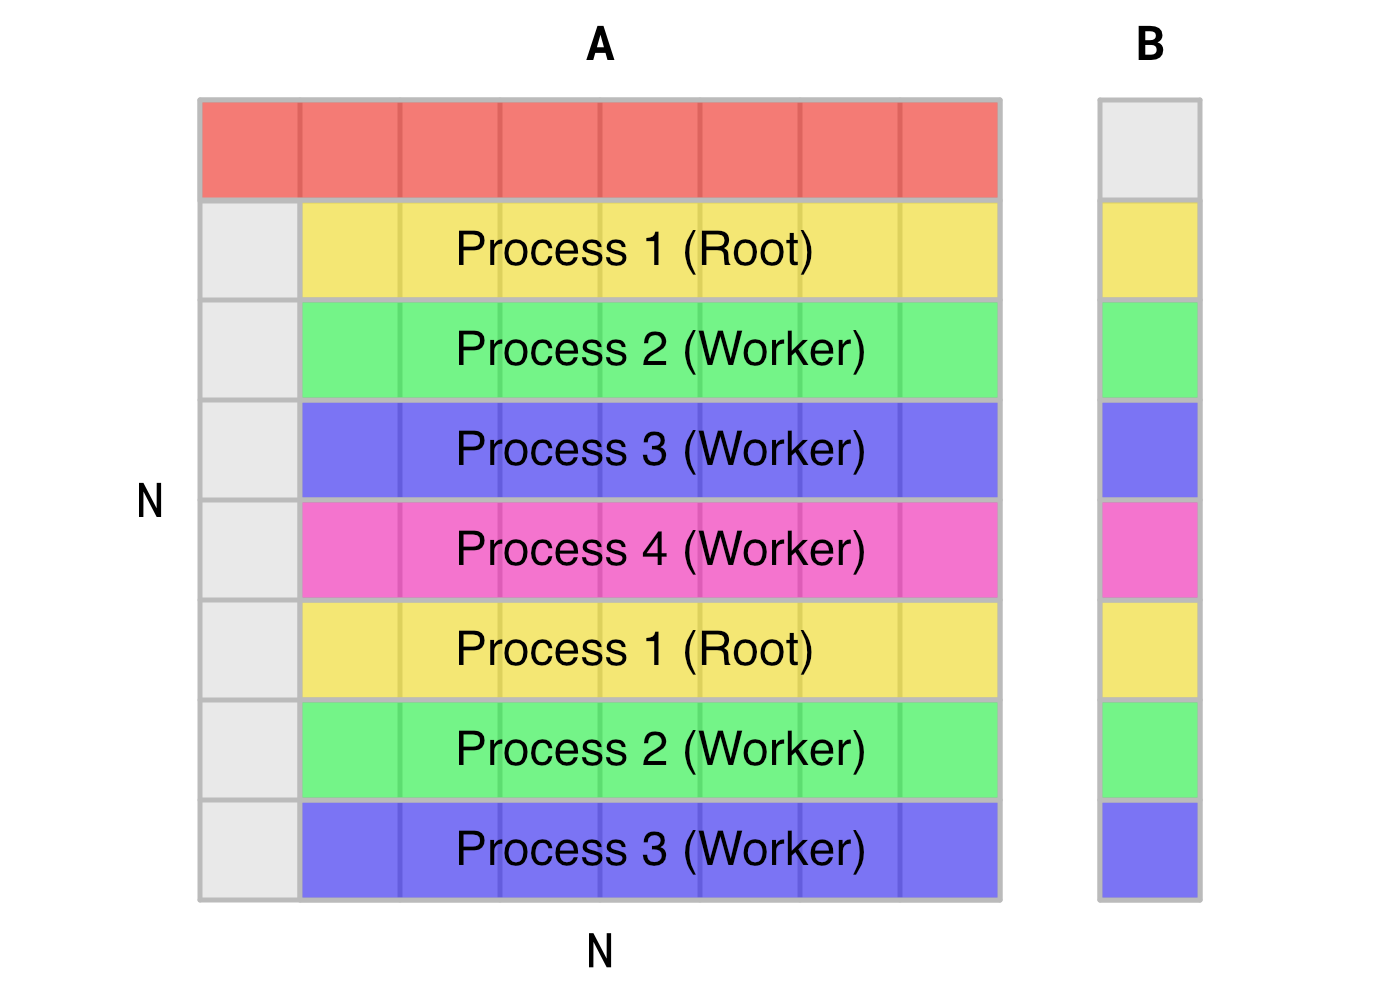 A
B
Process 1 (Root)
Process 2 (Worker)
Process 3 (Worker)
N
Process 4 (Worker)
Process 1 (Root)
Process 2 (Worker)
Process 3 (Worker)
N